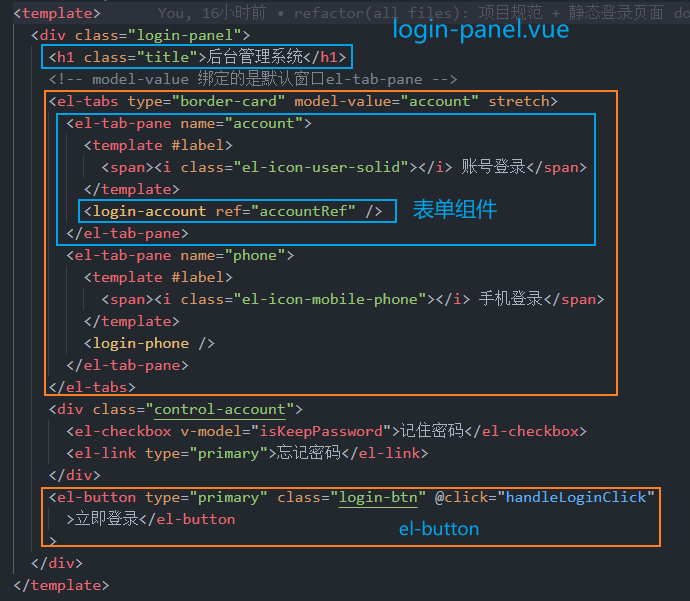 <template> You, 16小时前 • refactor(all files): 项目规范 + 静态登录页面 do
login-panel.vue
<div class="login-panel">
<h1 class="title">后台管理系统</h1>
<!-- model-value 绑定的是默认窗口el-tab-pane -->
<el-tabs type="border-card" model-value="account" stretch>
<el-tab-pane name="account">
<template #label>
<span><i class="el-icon-user-solid"></i> 账号登录</span>
</template>
<login-account ref="accountRef" /> 表单组件
</el-tab-pane>
<el-tab-pane name="phone">
<template #label>
<span><i class="el-icon-mobile-phone"></i> 手机登录</span>
</template>
<login-phone />
</el-tab-pane>
</el-tabs>
<div class="control-account">
<el-checkbox v-model="isKeepPassword">记住密码</el-checkbox>
<el-link type="primary">忘记密码</el-link>
</div>
<el-button type="primary" class="login-btn" @click="handleLoginClick"
>立即登录</el-button
el-button
>
</div>
</template>